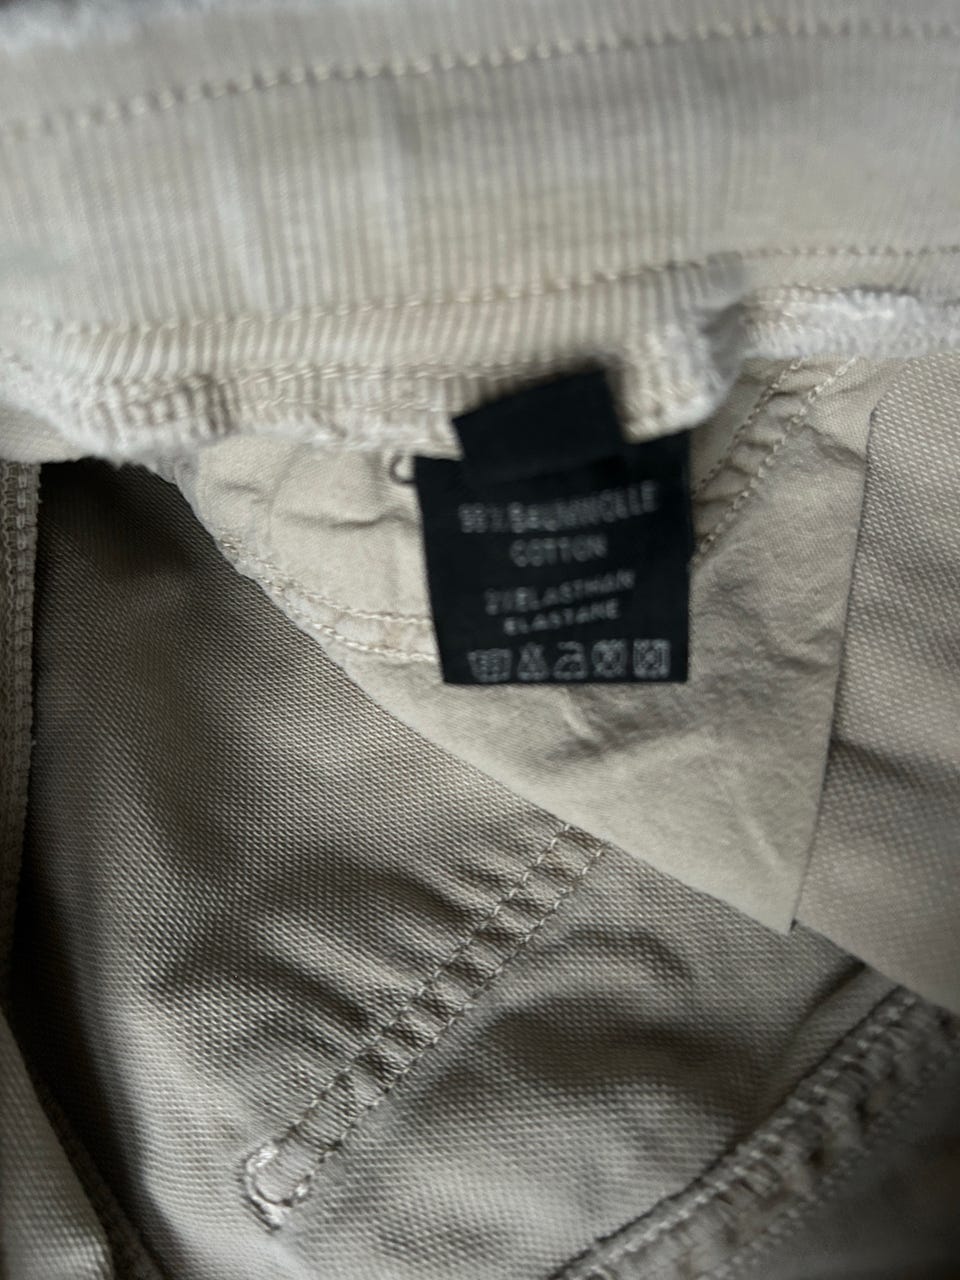 98% BAUMWOLLE
COTTON
2% ELASTHAN
ELASTANE